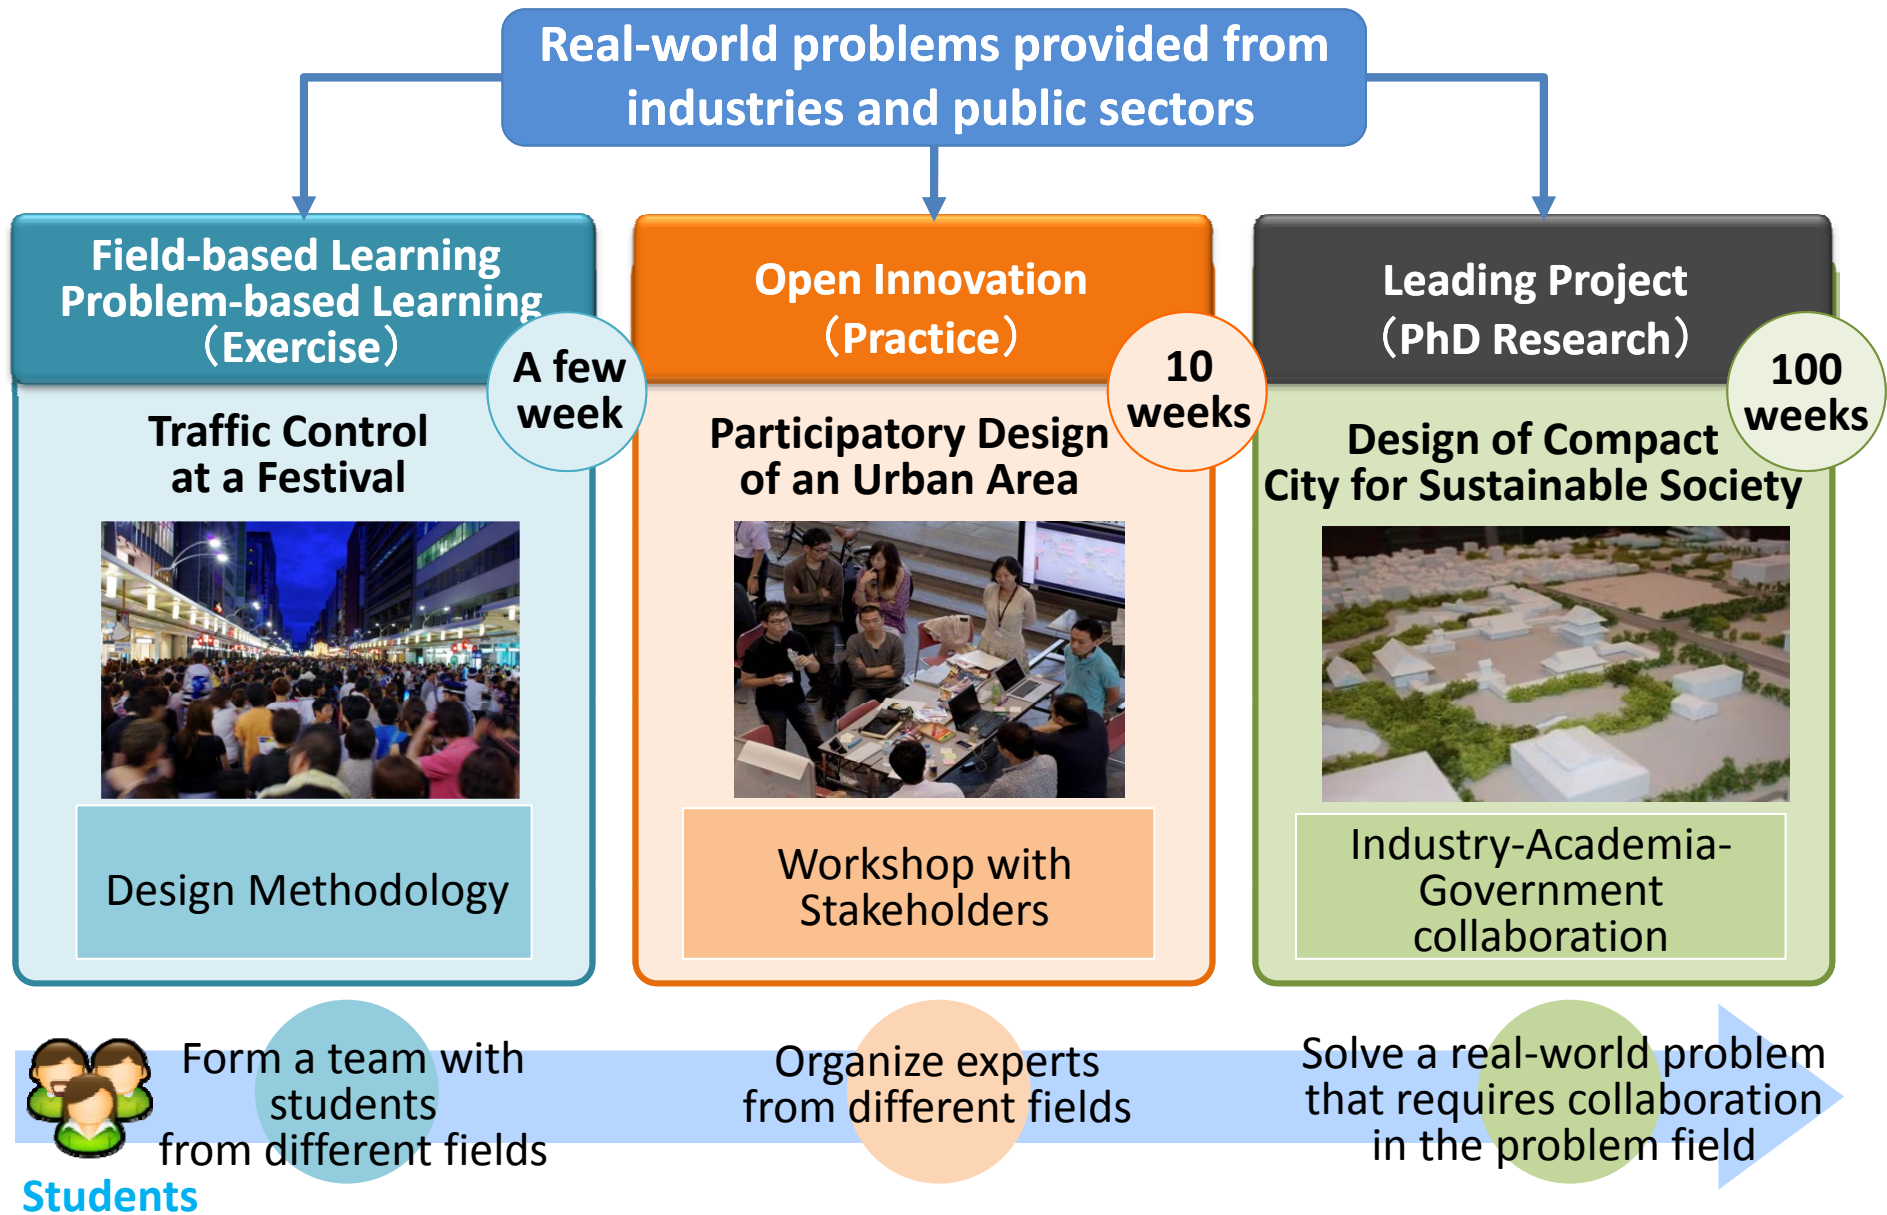 Real-world problems provided from
industries and public sectors
Field-based Learning
Problem-based Learning
（Exercise）
A few
week
Traffic Control
at a Festival
Design Methodology
Open Innovation
（Practice）
10
weeks
Participatory Design
of an Urban Area
Workshop with
Stakeholders
Leading Project
（PhD Research）
100
weeks
Design of Compact
City for Sustainable Society
Industry-Academia-
Government
collaboration
Form a team with
students
from different fields
Students
Organize experts
from different fields
Solve a real-world problem
that requires collaboration
in the problem field